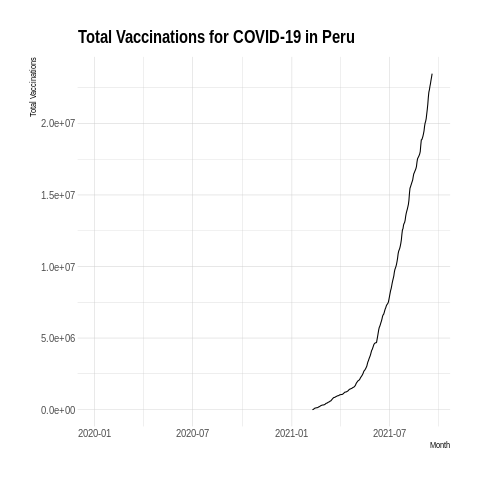 Total Vaccinations for COVID-19 in Peru
Total Vaccinations
2.0e+07
1.5e+07
1.0e+07
5.0e+06
0.0e+00
2020-01
2020-07
2021-01
2021-07
Month